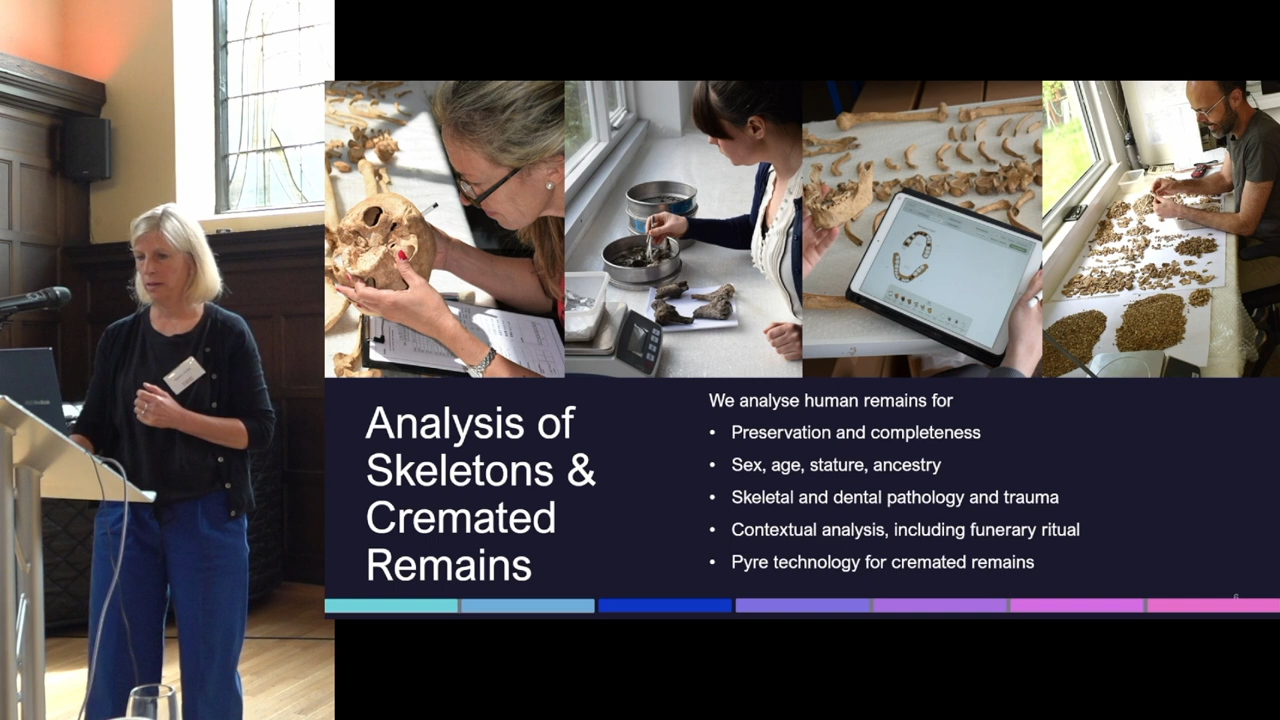 Analysis of
Skeletons &
Cremated
Remains
We analyse human remains for
• Preservation and completeness
• Sex, age, stature, ancestry
• Skeletal and dental pathology and trauma
• Contextual analysis, including funerary ritual
• Pyre technology for cremated remains
6